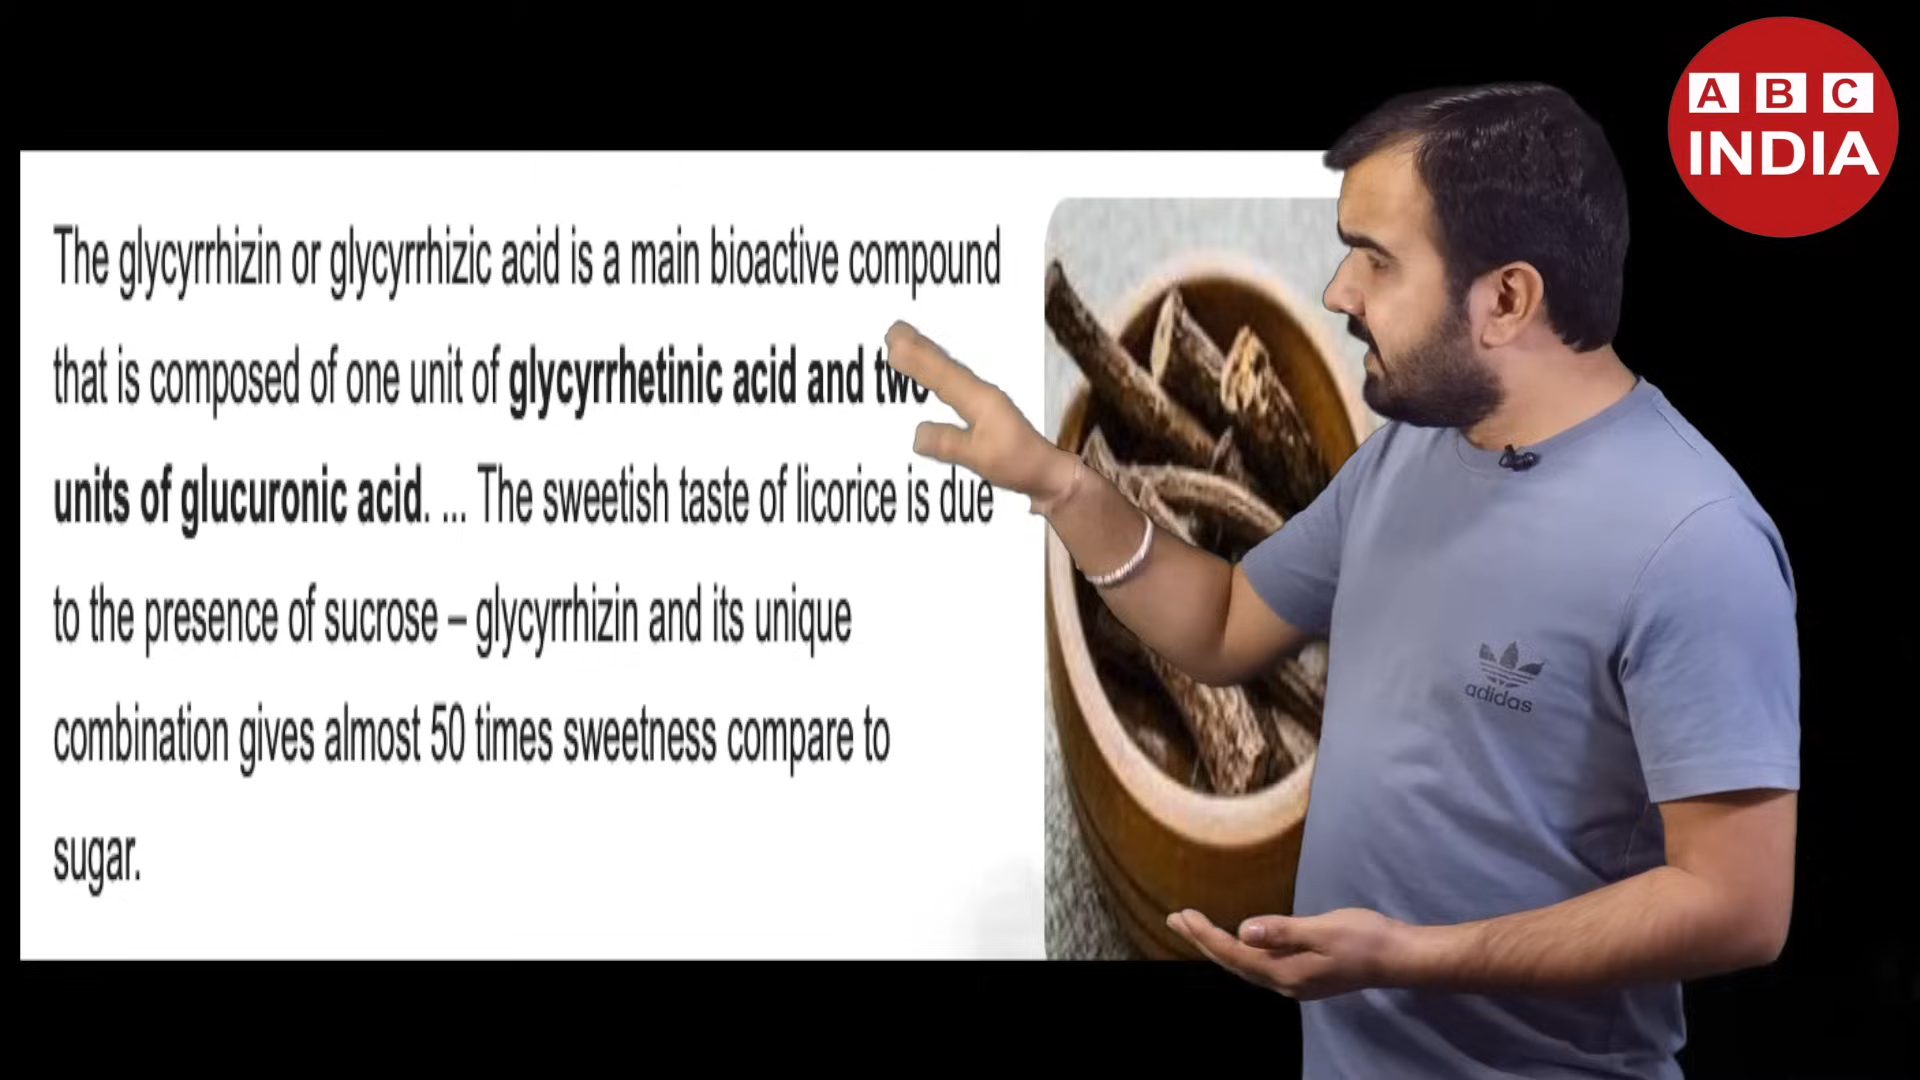 A B C
INDIA
The glycyrrhizin or glycyrrhizic acid is a main bioactive compound
that is composed of one unit of glycyrrhetinic acid and two
units of glucuronic acid. ... The sweetish taste of licorice is due
to the presence of sucrose – glycyrrhizin and its unique
combination gives almost 50 times sweetness compare to
sugar.
adidas